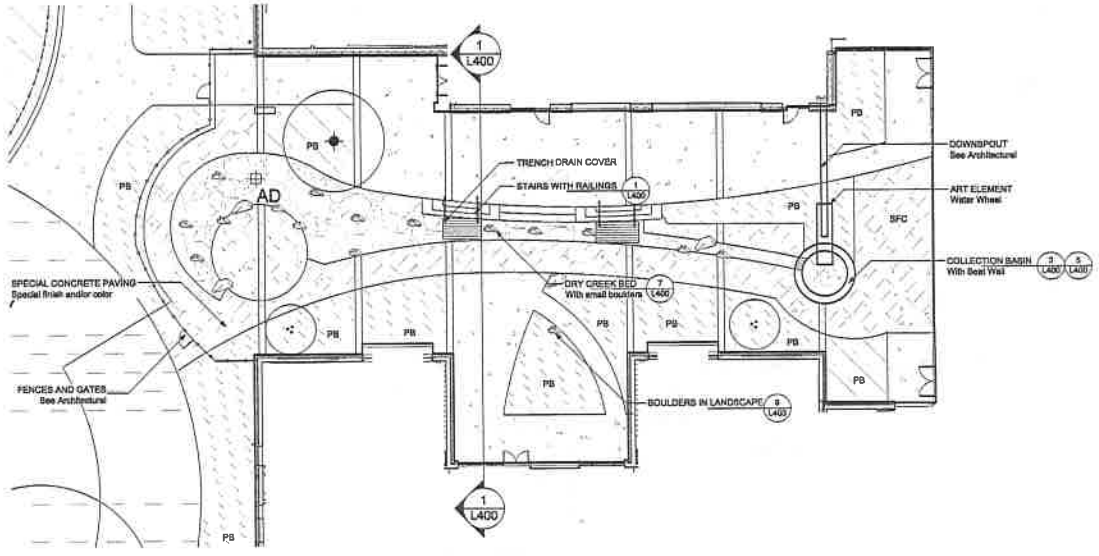 1
L400
PB
PB
DOWNSPOUT
See Architectural
TRENCH DRAIN COVER
AD
PB
STAIRS WITH RAILINGS
1
L400
ART ELEMENT
Water Wheel
PB
SFC
COLLECTION BASIN
With Seat Wall
L400
5
L400
SPECIAL CONCRETE PAVING
Special finish and/or color
DRY CREEK BED
With small boulders
7
L400
PB
PB
PB
PB
PB
PB
PB
FENCES AND GATES
See Architectural
BOULDERS IN LANDSCAPE
L400
1
L400
PB